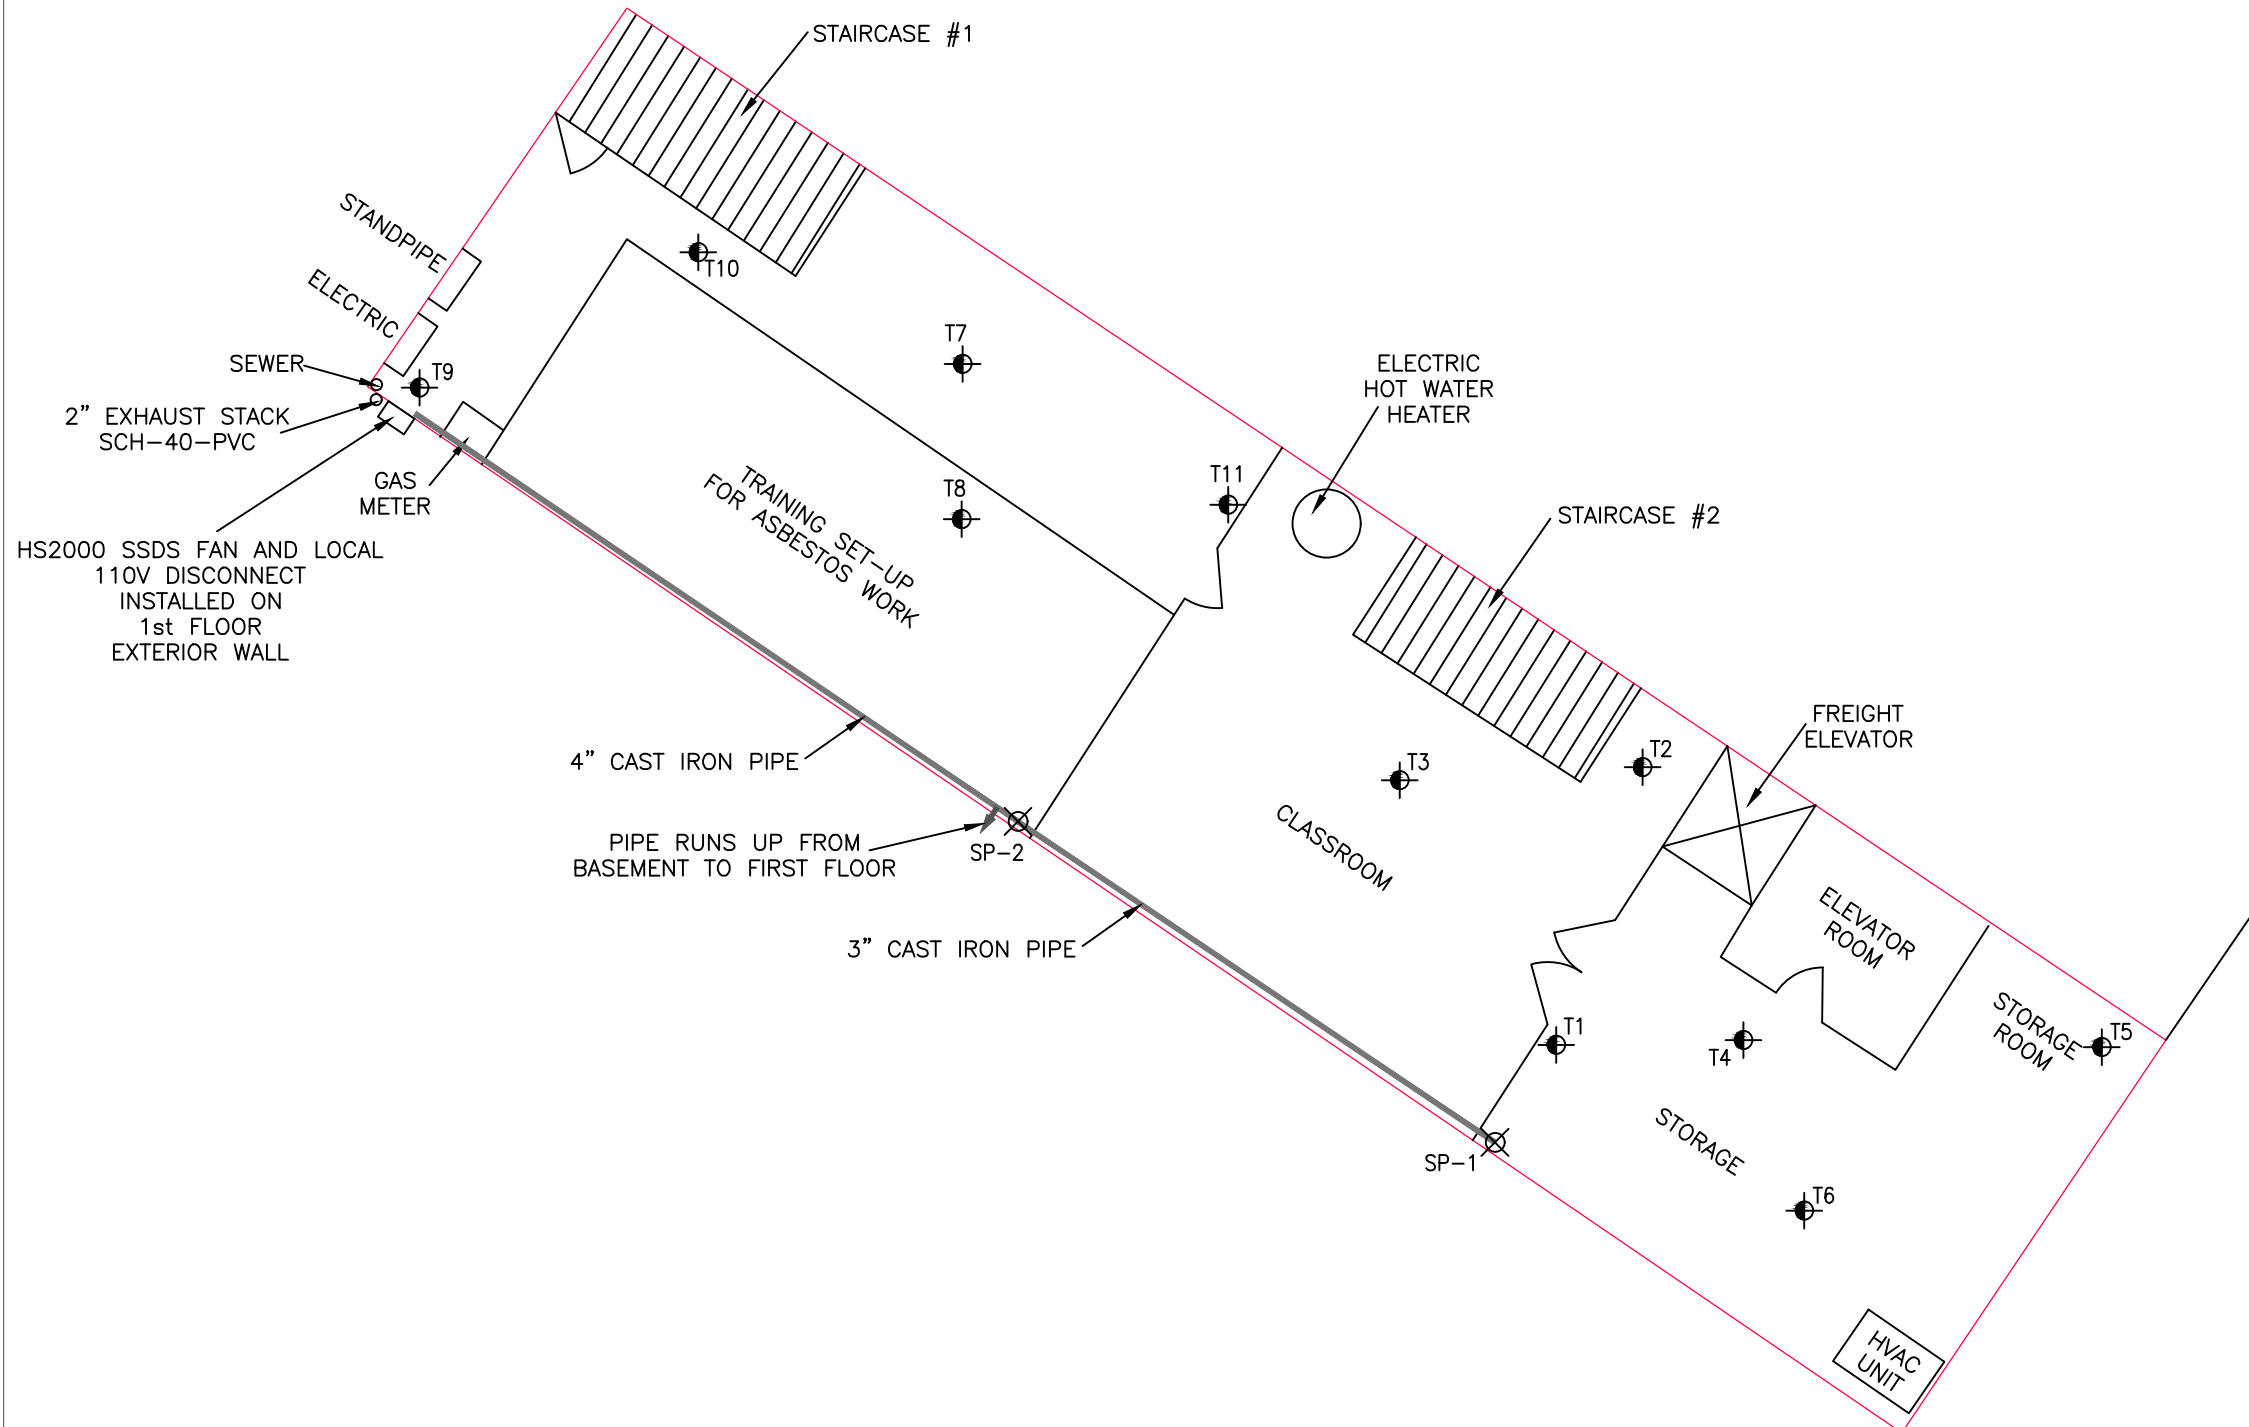 STAIRCASE #1
STANDPIPE
ELECTRIC
T10
T7
SEWER
T9
2” EXHAUST STACK
SCH-40-PVC
GAS
METER
HS2000 SSDS FAN AND LOCAL
110V DISCONNECT
INSTALLED ON
1st FLOOR
EXTERIOR WALL
TRAINING SET-UP
FOR ASBESTOS WORK
T8
T11
ELECTRIC
HOT WATER
HEATER
STAIRCASE #2
4” CAST IRON PIPE
PIPE RUNS UP FROM
BASEMENT TO FIRST FLOOR
SP-2
3” CAST IRON PIPE
T3
CLASSROOM
T2
FREIGHT
ELEVATOR
ELEVATOR
ROOM
STORAGE
ROOM
T5
T1
T4
SP-1
STORAGE
T6
HVAC
UNIT